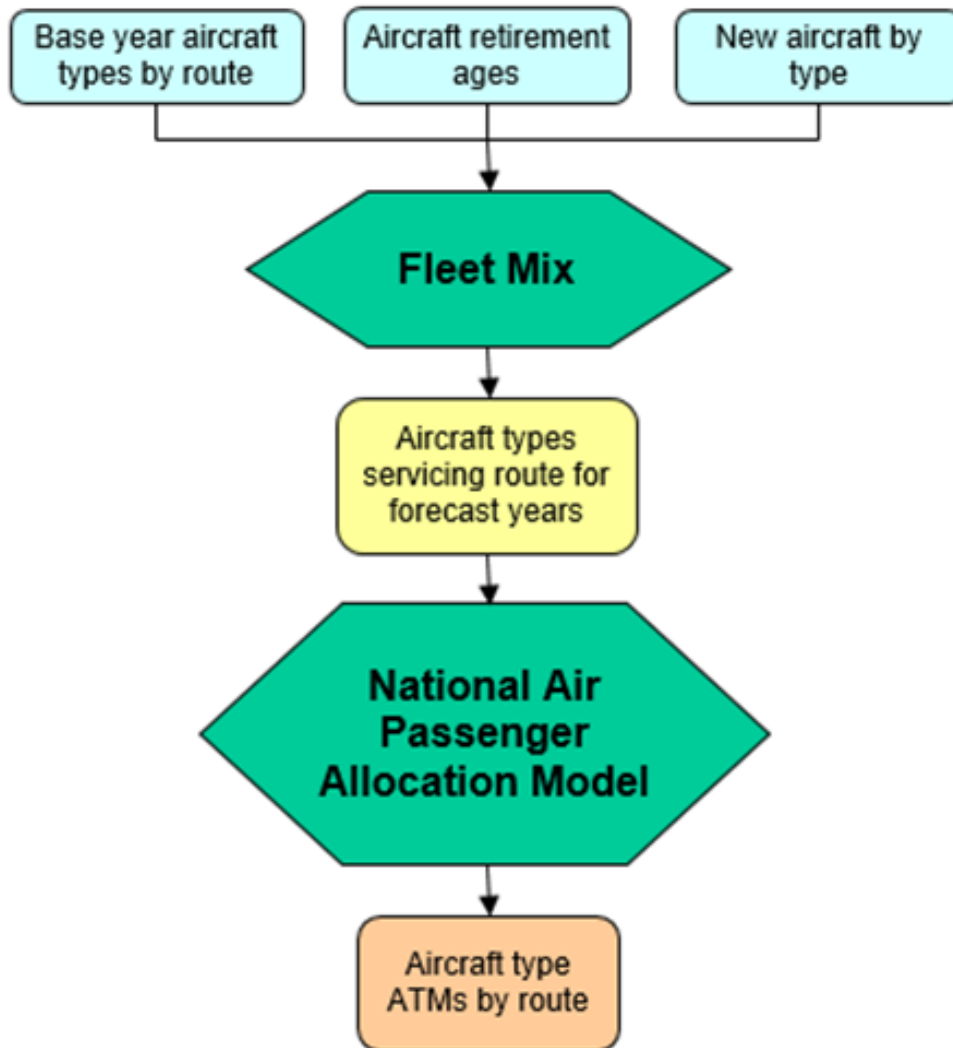 Base year aircraft
types by route
Aircraft retirement
ages
New aircraft by
type
Fleet Mix
Aircraft types
servicing route for
forecast years
National Air
Passenger
Allocation Model
Aircraft type
ATMs by route